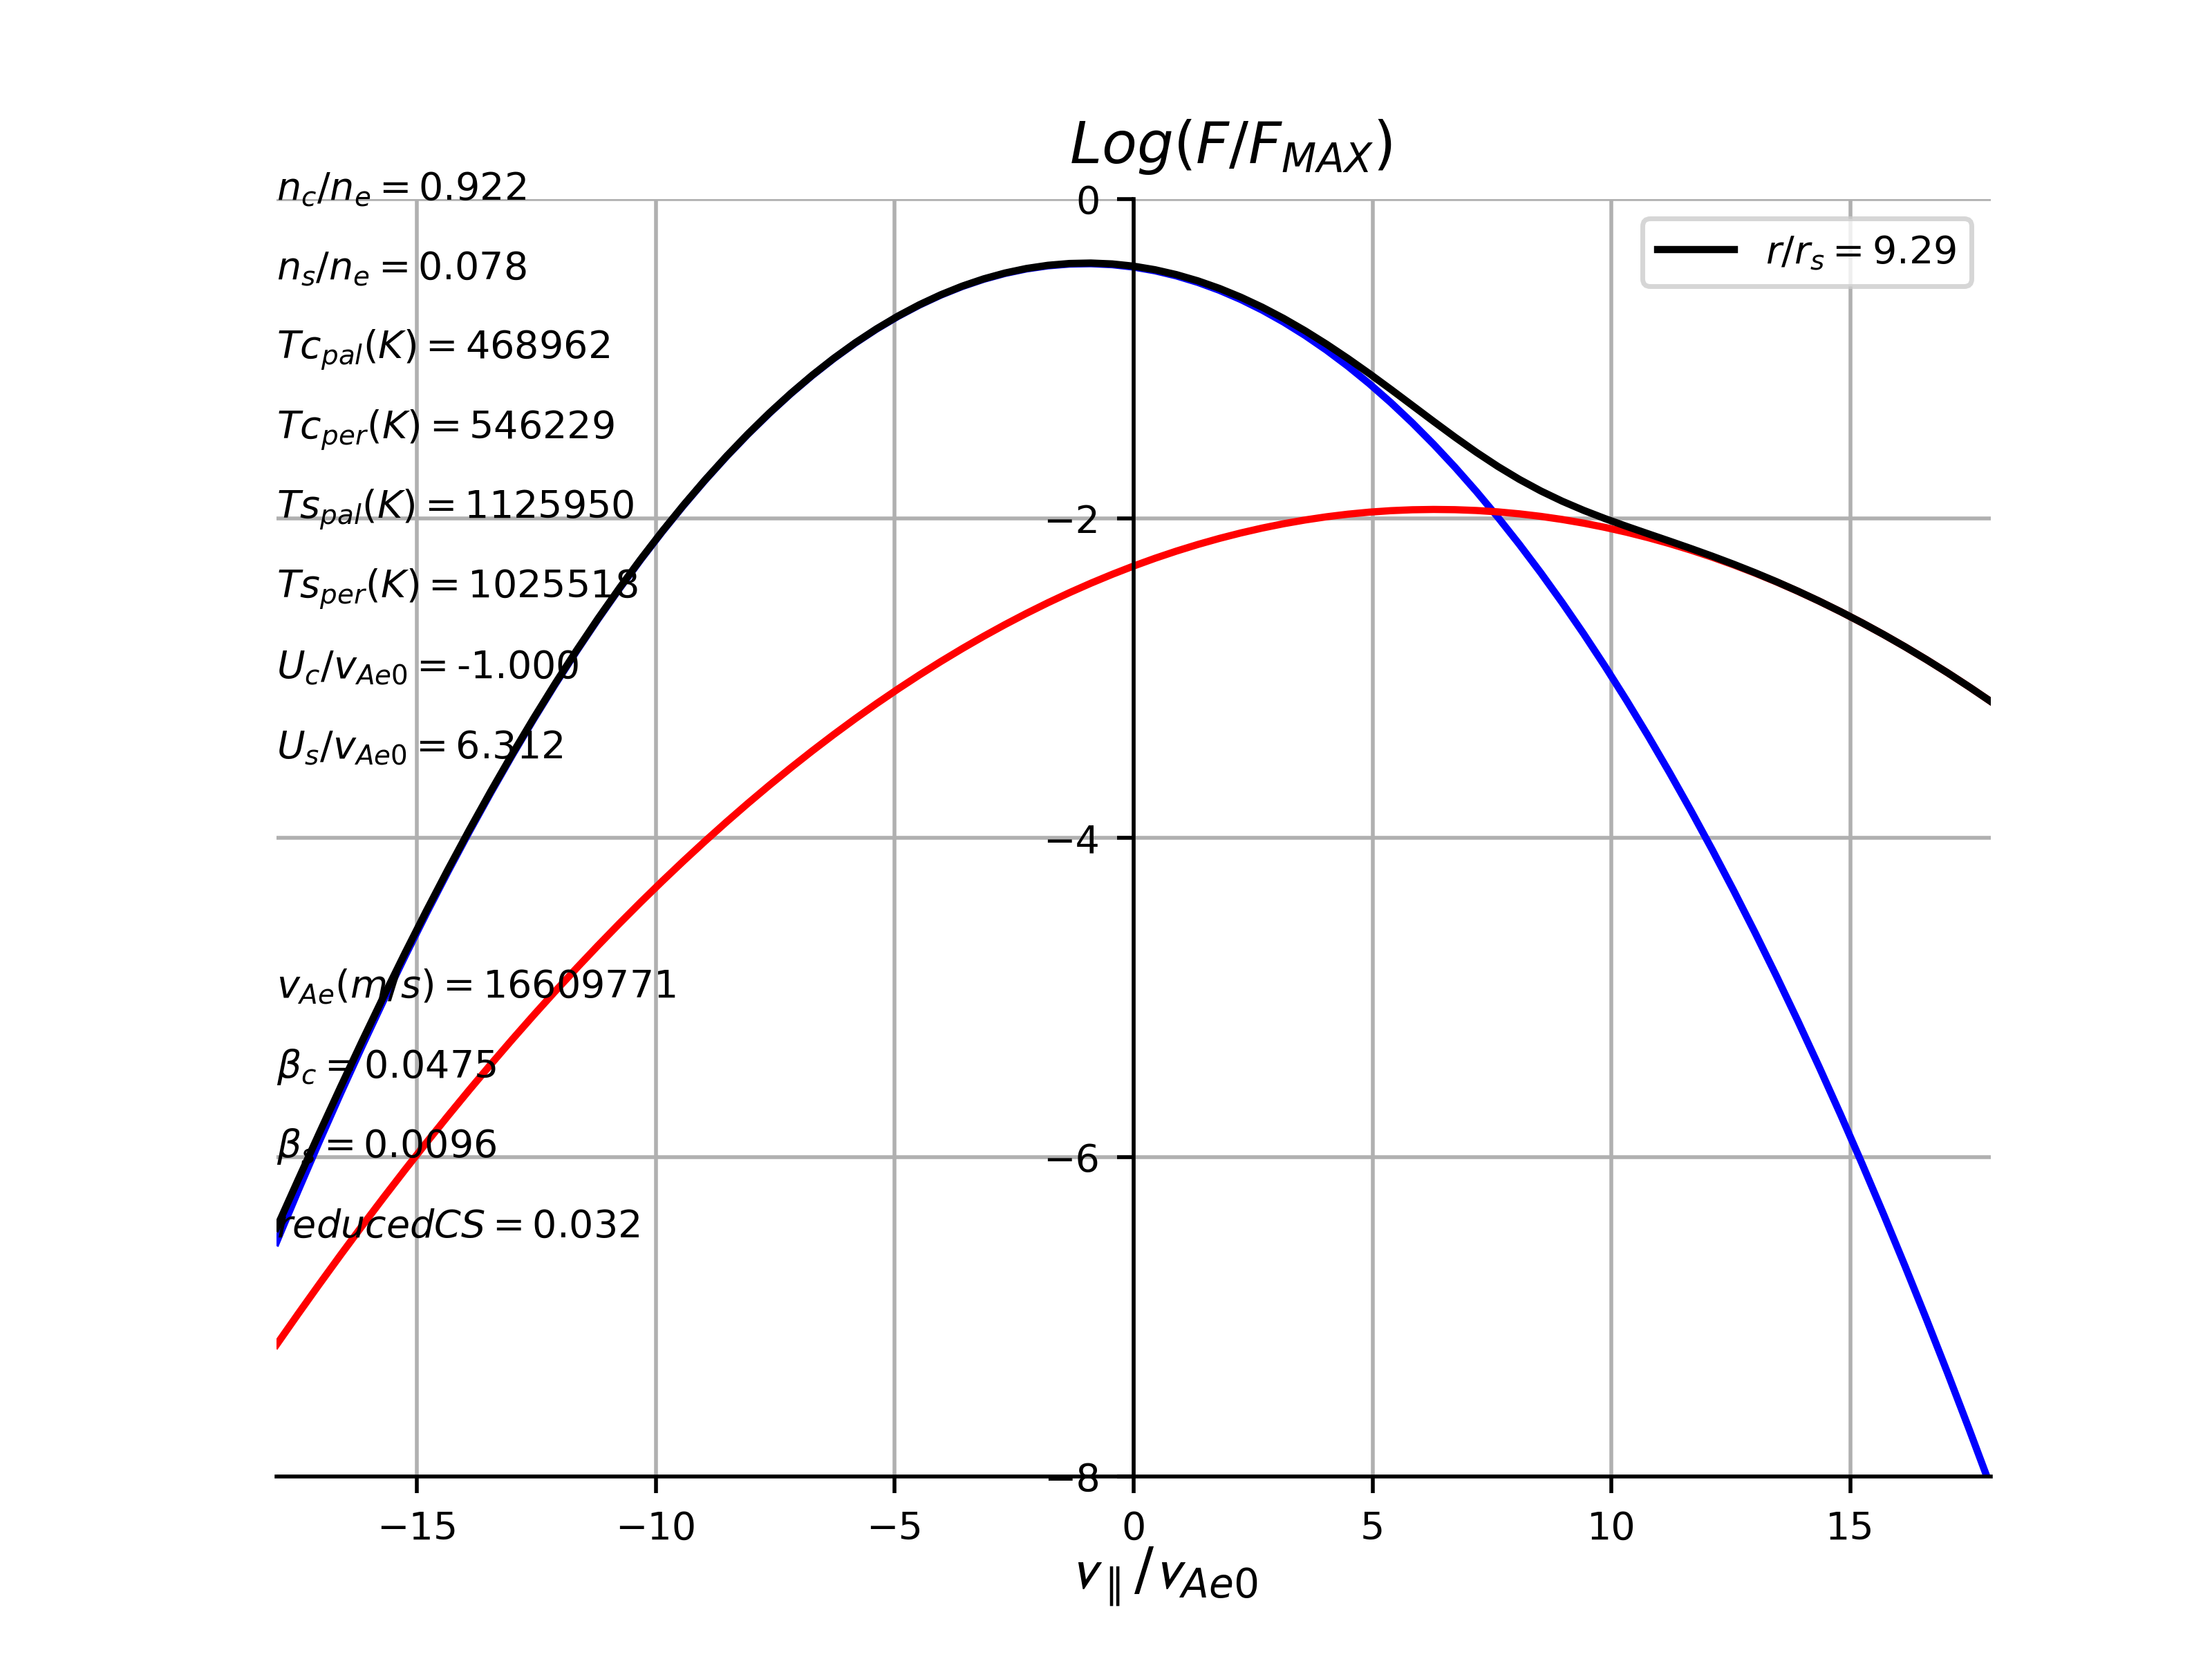 Log(F/F_MAX)
n_c/n_e = 0.922
n_s/n_e = 0.078
Tc_pal(K) = 468962
Tc_per(K) = 546229
Ts_pal(K) = 1125950
Ts_per(K) = 1025518
U_c/v_Ae0 = -1.000
U_s/v_Ae0 = 6.312
v_Ae(m/s) = 16609771
β_c = 0.0475
β_s = 0.0096
reducedCS = 0.032
r/r_s = 9.29
0
−2
−4
−6
−8
−15 −10 −5 0 5 10 15
v_∥/v_Ae0